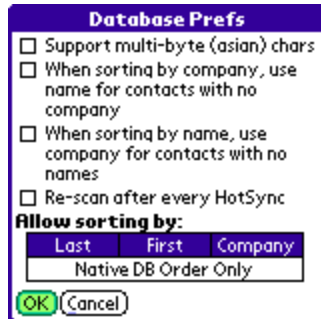 Database Prefs
Support multi-byte (asian) chars
When sorting by company, use
name for contacts with no
company
When sorting by name, use
company for contacts with no
names
Re-scan after every HotSync
Allow sorting by:
Last First Company
Native DB Order Only
OK Cancel